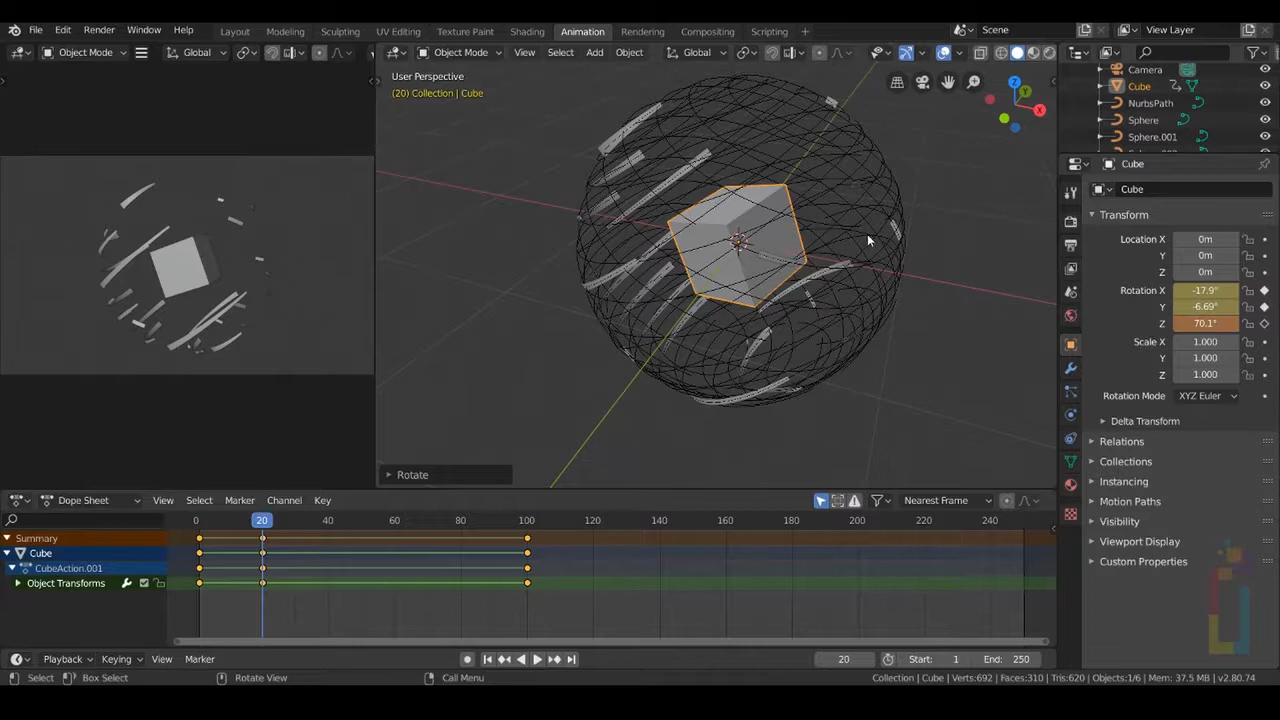 File Edit Render Window Help Layout Modeling Sculpting UV Editing Texture Paint Shading Animation Rendering Compositing Scripting + Scene View Layer
Object Mode Global Object Mode View Select Add Object Global
User Perspective
(20) Collection | Cube
Z
Y
X
Camera
Cube
NurbsPath
Sphere
Sphere.001
Cube
Cube
Transform
Location X 0m
Y 0m
Z 0m
Rotation X -17.9°
Y -6.69°
Z 70.1°
Scale X 1.000
Y 1.000
Z 1.000
Rotation Mode XYZ Euler
Delta Transform
Relations
Collections
Instancing
Motion Paths
Visibility
Viewport Display
Custom Properties
Rotate
Dope Sheet View Select Marker Channel Key Nearest Frame
0 20 40 60 80 100 120 140 160 180 200 220 240
Summary
Cube
CubeAction.001
Object Transforms
Playback Keying View Marker 20 Start: 1 End: 250
Select Box Select Rotate View Call Menu Collection | Cube | Verts:692 | Faces:310 | Tris:620 | Objects:1/6 | Mem: 37.5 MB | v2.80.74